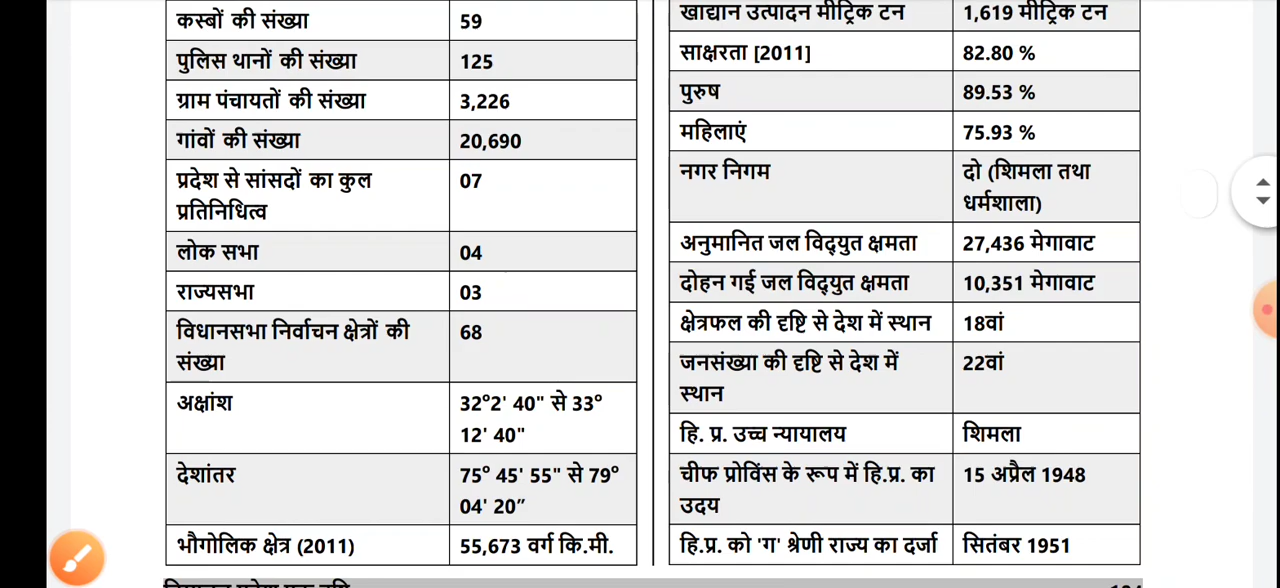 कस्बों की संख्या 59
पुलिस थानों की संख्या 125
ग्राम पंचायतों की संख्या 3,226
गांवों की संख्या 20,690
प्रदेश से सांसदों का कुल 07
प्रतिनिधित्व
लोक सभा 04
राज्यसभा 03
विधानसभा निर्वाचन क्षेत्रों की 68
संख्या
अक्षांश 32°2' 40" से 33°
12' 40"
देशांतर 75° 45' 55" से 79°
04' 20”
भौगोलिक क्षेत्र (2011) 55,673 वर्ग कि.मी.
खाद्यान उत्पादन मीट्रिक टन 1,619 मीट्रिक टन
साक्षरता [2011] 82.80 %
पुरुष 89.53 %
महिलाएं 75.93 %
नगर निगम दो (शिमला तथा
धर्मशाला)
अनुमानित जल विद्युत क्षमता 27,436 मेगावाट
दोहन गई जल विद्युत क्षमता 10,351 मेगावाट
क्षेत्रफल की दृष्टि से देश में स्थान 18वां
जनसंख्या की दृष्टि से देश में 22वां
स्थान
हि. प्र. उच्च न्यायालय शिमला
चीफ प्रोविंस के रूप में हि.प्र. का 15 अप्रैल 1948
उदय
हि.प्र. को 'ग' श्रेणी राज्य का दर्जा सितंबर 1951